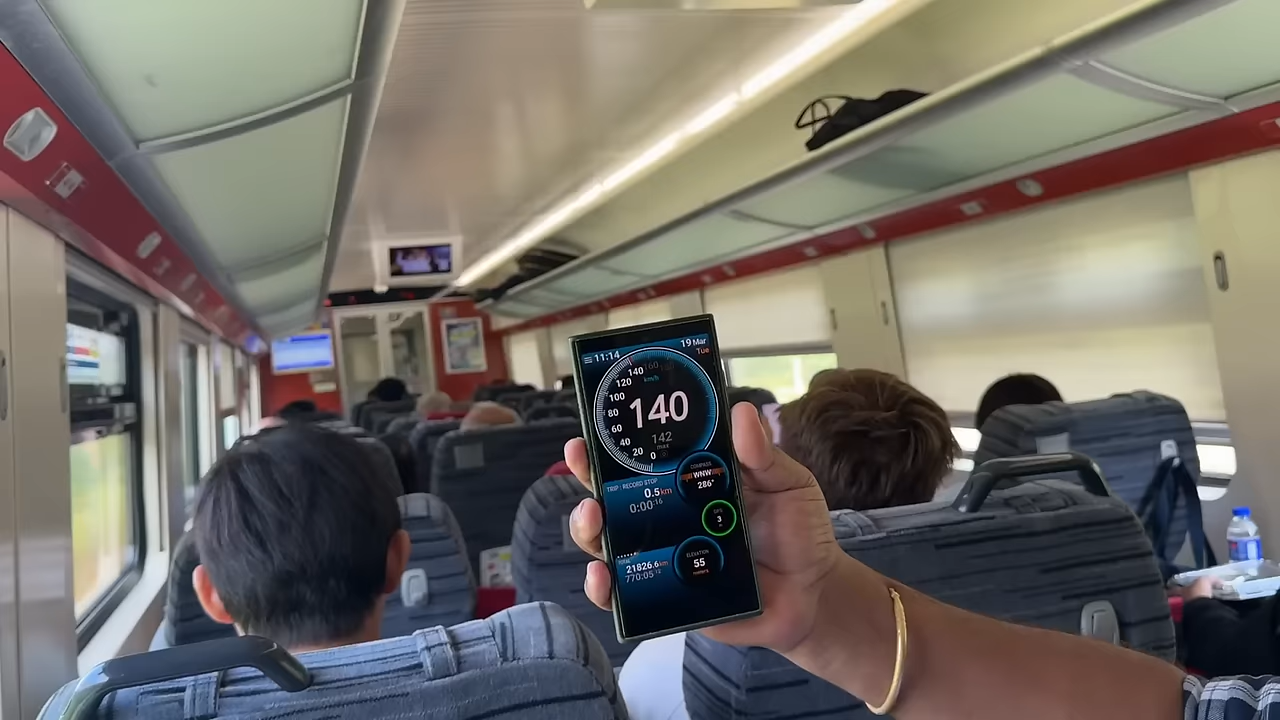 11:14
19 Mar
Tue
140
160
km/h
120
100
80
60
40
20
0
140
142
max
COMPASS
WNW
286°
TRIP : RECORD STOP
0.5 km
0:00:16
GPS
3
TOTAL
21826.6 km
770:05:12
ELEVATION
55
meters